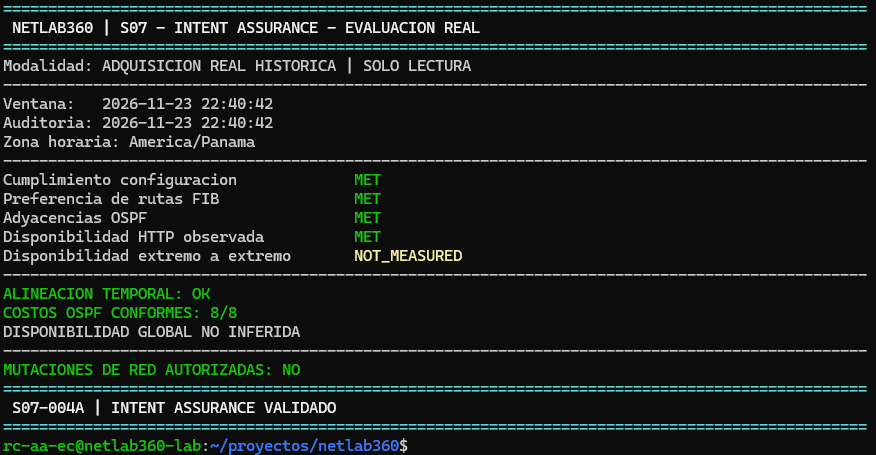 ================================================================================================
NETLAB360 | S07 - INTENT ASSURANCE - EVALUACION REAL
================================================================================================
Modalidad: ADQUISICION REAL HISTORICA | SOLO LECTURA
------------------------------------------------------------------------------------------------
Ventana:   2026-11-23 22:40:42
Auditoria: 2026-11-23 22:40:42
Zona horaria: America/Panama
------------------------------------------------------------------------------------------------
Cumplimiento configuracion             MET
Preferencia de rutas FIB               MET
Adyacencias OSPF                       MET
Disponibilidad HTTP observada          MET
Disponibilidad extremo a extremo       NOT_MEASURED
------------------------------------------------------------------------------------------------
ALINEACION TEMPORAL: OK
COSTOS OSPF CONFORMES: 8/8
DISPONIBILIDAD GLOBAL NO INFERIDA
------------------------------------------------------------------------------------------------
MUTACIONES DE RED AUTORIZADAS: NO
================================================================================================
S07-004A | INTENT ASSURANCE VALIDADO
================================================================================================
rc-aa-ec@netlab360-lab:~/proyectos/netlab360$